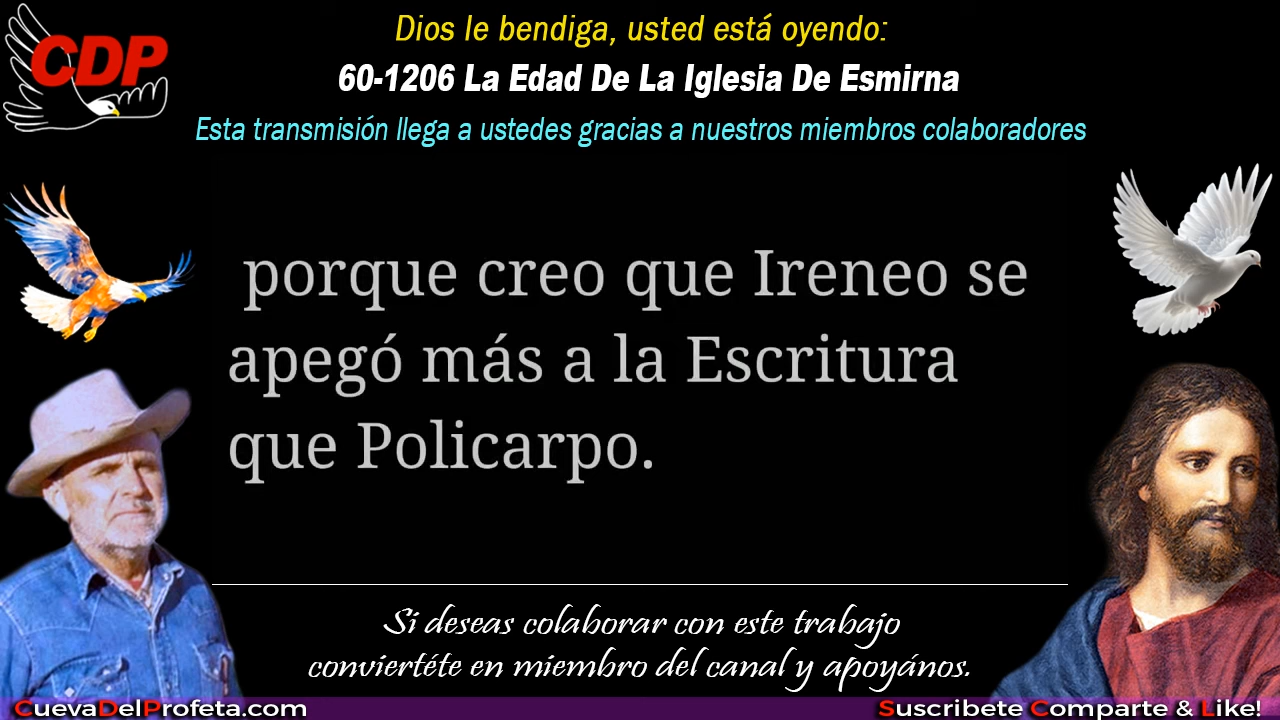 CDP
Dios le bendiga, usted está oyendo:
60-1206 La Edad De La Iglesia De Esmirna
Esta transmisión llega a ustedes gracias a nuestros miembros colaboradores
porque creo que Ireneo se
apegó más a la Escritura
que Policarpo.
Si deseas colaborar con este trabajo
conviertéte en miembro del canal y apoyános.
CuevaDelProfeta.com
Suscribete Comparte & Like!